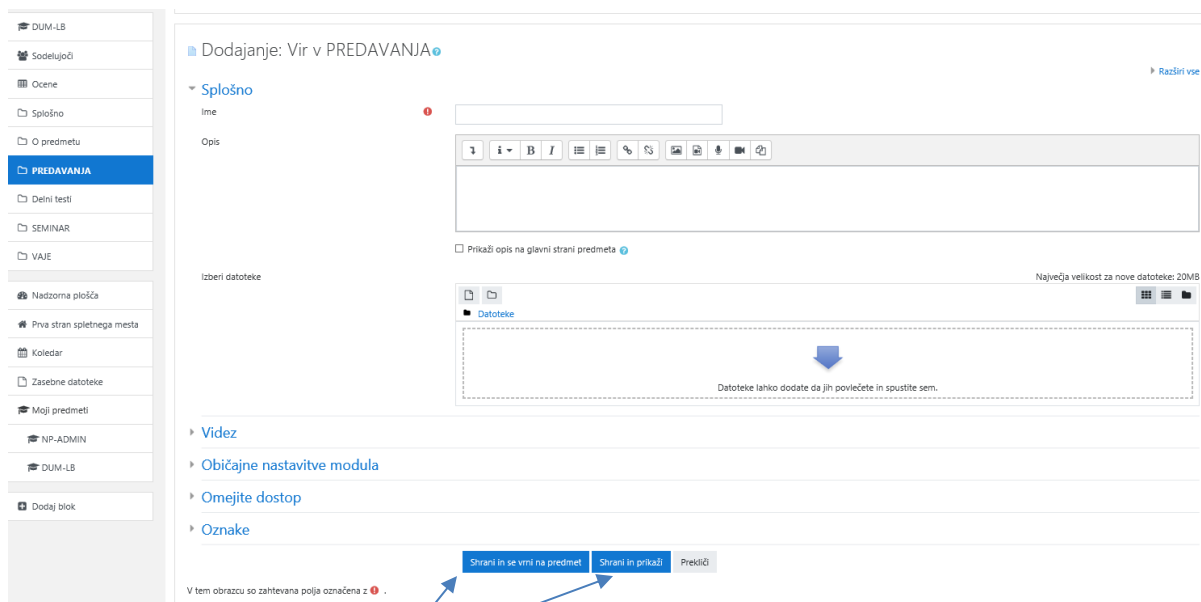 DUM-LB
Sodelujoči
Ocene
Splošno
O predmetu
PREDAVANJA
Delni testi
SEMINAR
VAJE
Nadzorna plošča
Prva stran spletnega mesta
Koledar
Zasebne datoteke
Moji predmeti
NP-ADMIN
DUM-LB
Dodaj blok
Dodajanje: Vir v PREDAVANJA
Razširi vse
Splošno
Ime
Opis
B I
Prikaži opis na glavni strani predmeta
Izberi datoteke
Največja velikost za nove datoteke: 20MB
Datoteke
Datoteke lahko dodate da jih povlečete in spustite sem.
Videz
Običajne nastavitve modula
Omejite dostop
Oznake
Shrani in se vrni na predmet Shrani in prikaži Prekliči
V tem obrazcu so zahtevana polja označena z .